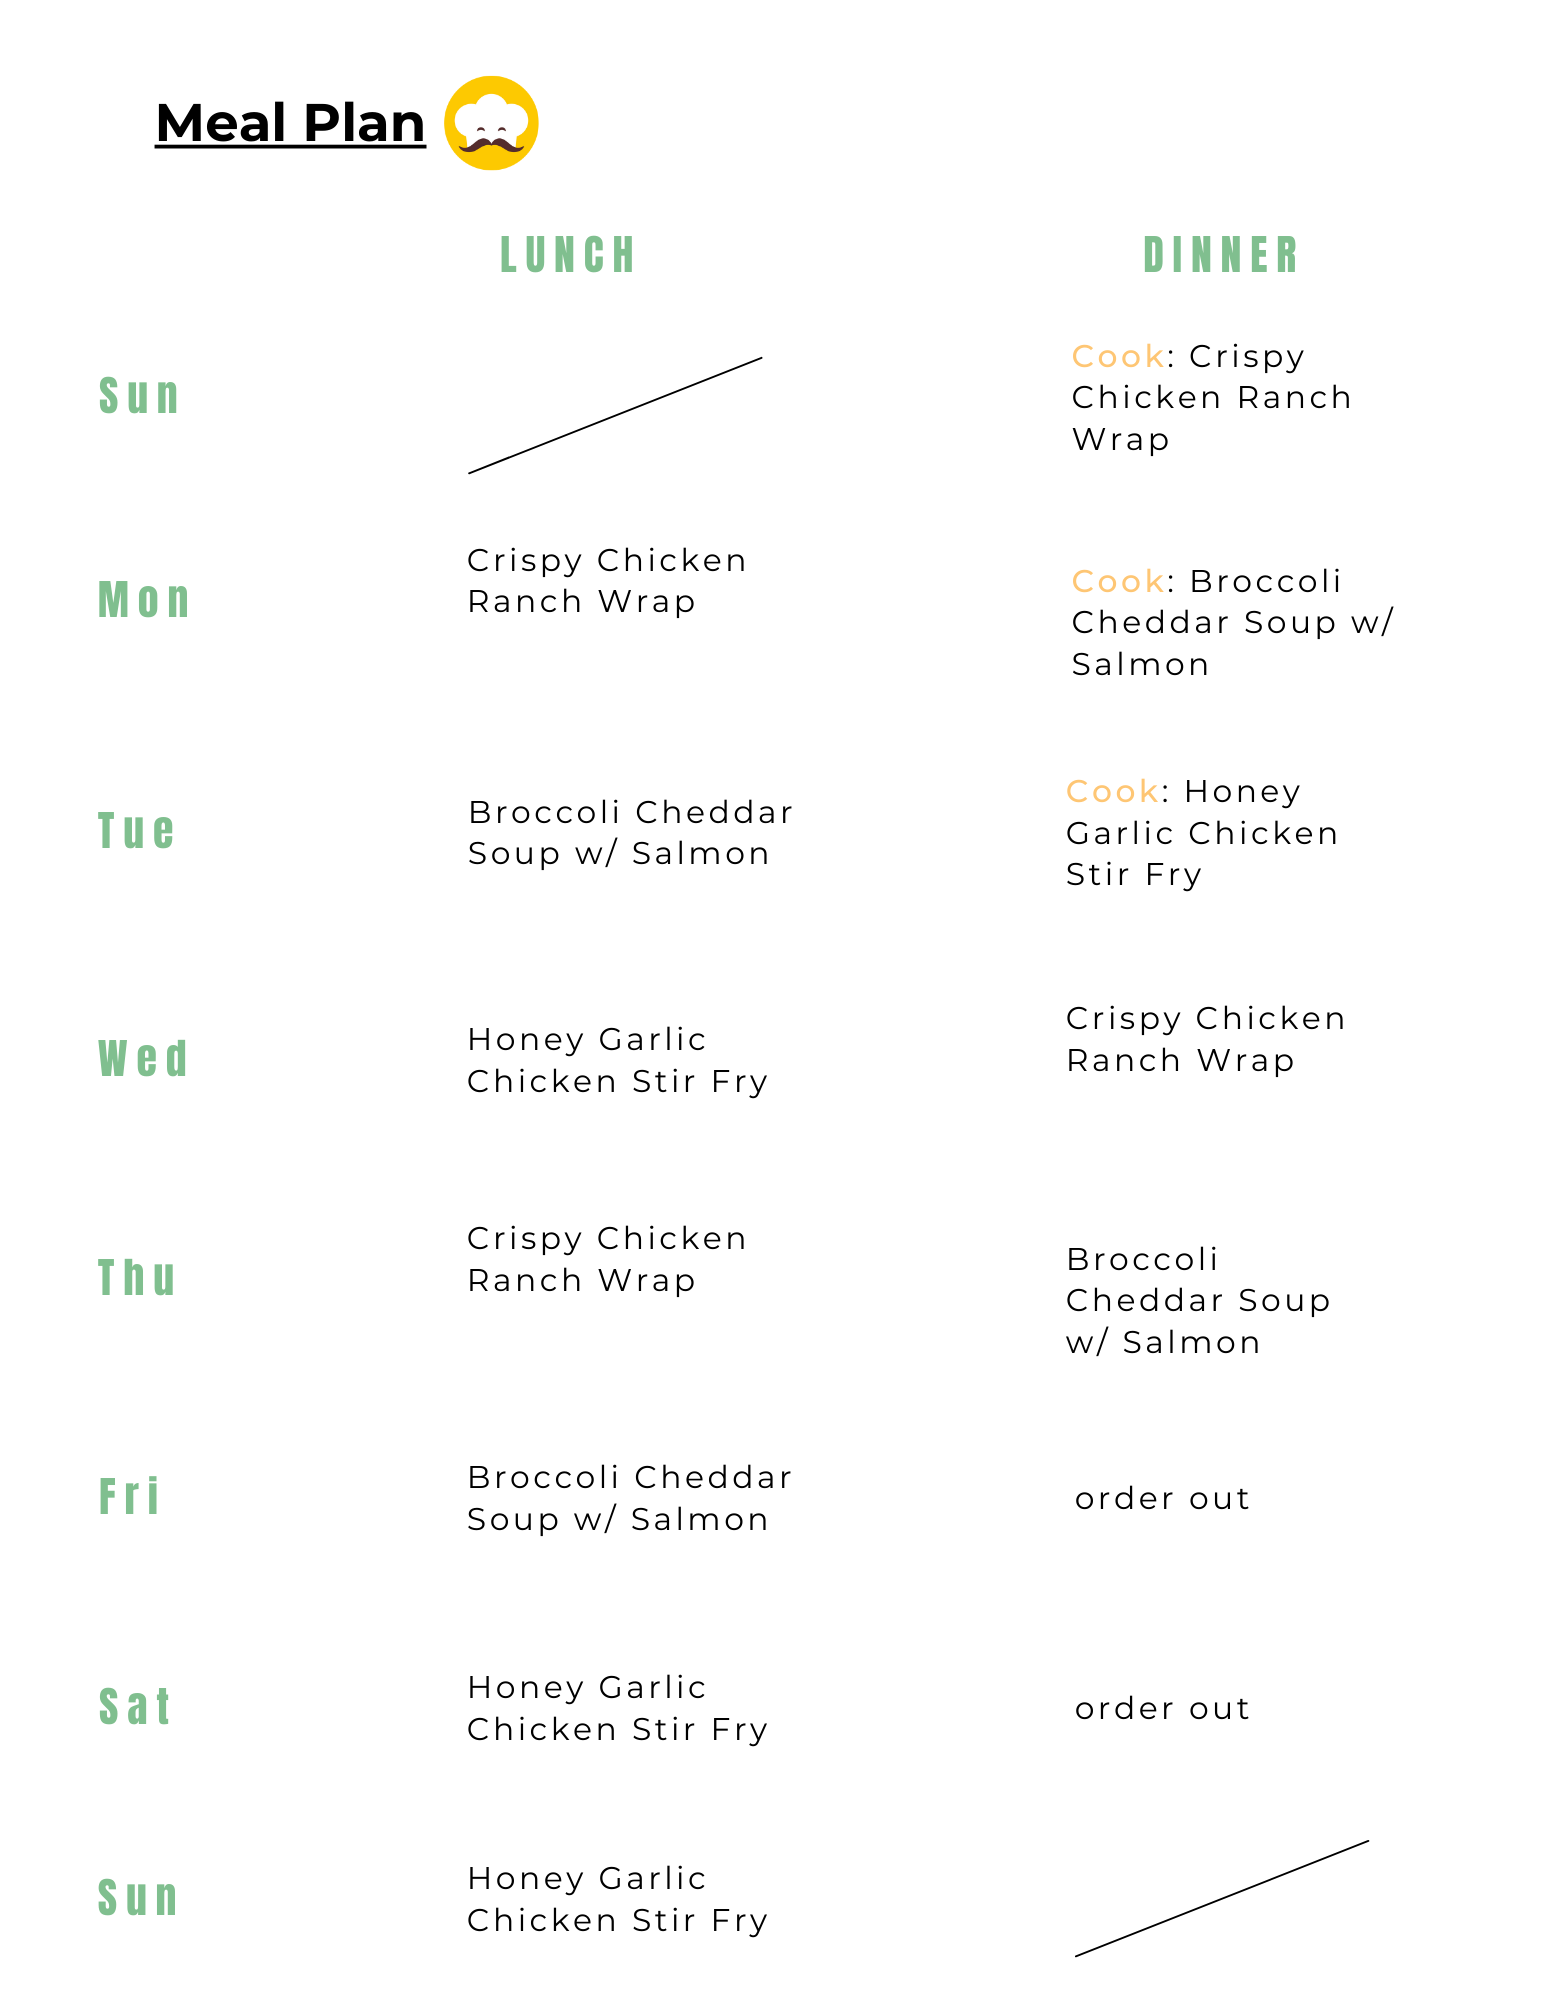 Meal Plan
LUNCH
DINNER
Sun
Cook: Crispy
Chicken Ranch
Wrap
Mon
Crispy Chicken
Ranch Wrap
Cook: Broccoli
Cheddar Soup w/
Salmon
Tue
Broccoli Cheddar
Soup w/ Salmon
Cook: Honey
Garlic Chicken
Stir Fry
Wed
Honey Garlic
Chicken Stir Fry
Crispy Chicken
Ranch Wrap
Thu
Crispy Chicken
Ranch Wrap
Broccoli
Cheddar Soup
w/ Salmon
Fri
Broccoli Cheddar
Soup w/ Salmon
order out
Sat
Honey Garlic
Chicken Stir Fry
order out
Sun
Honey Garlic
Chicken Stir Fry